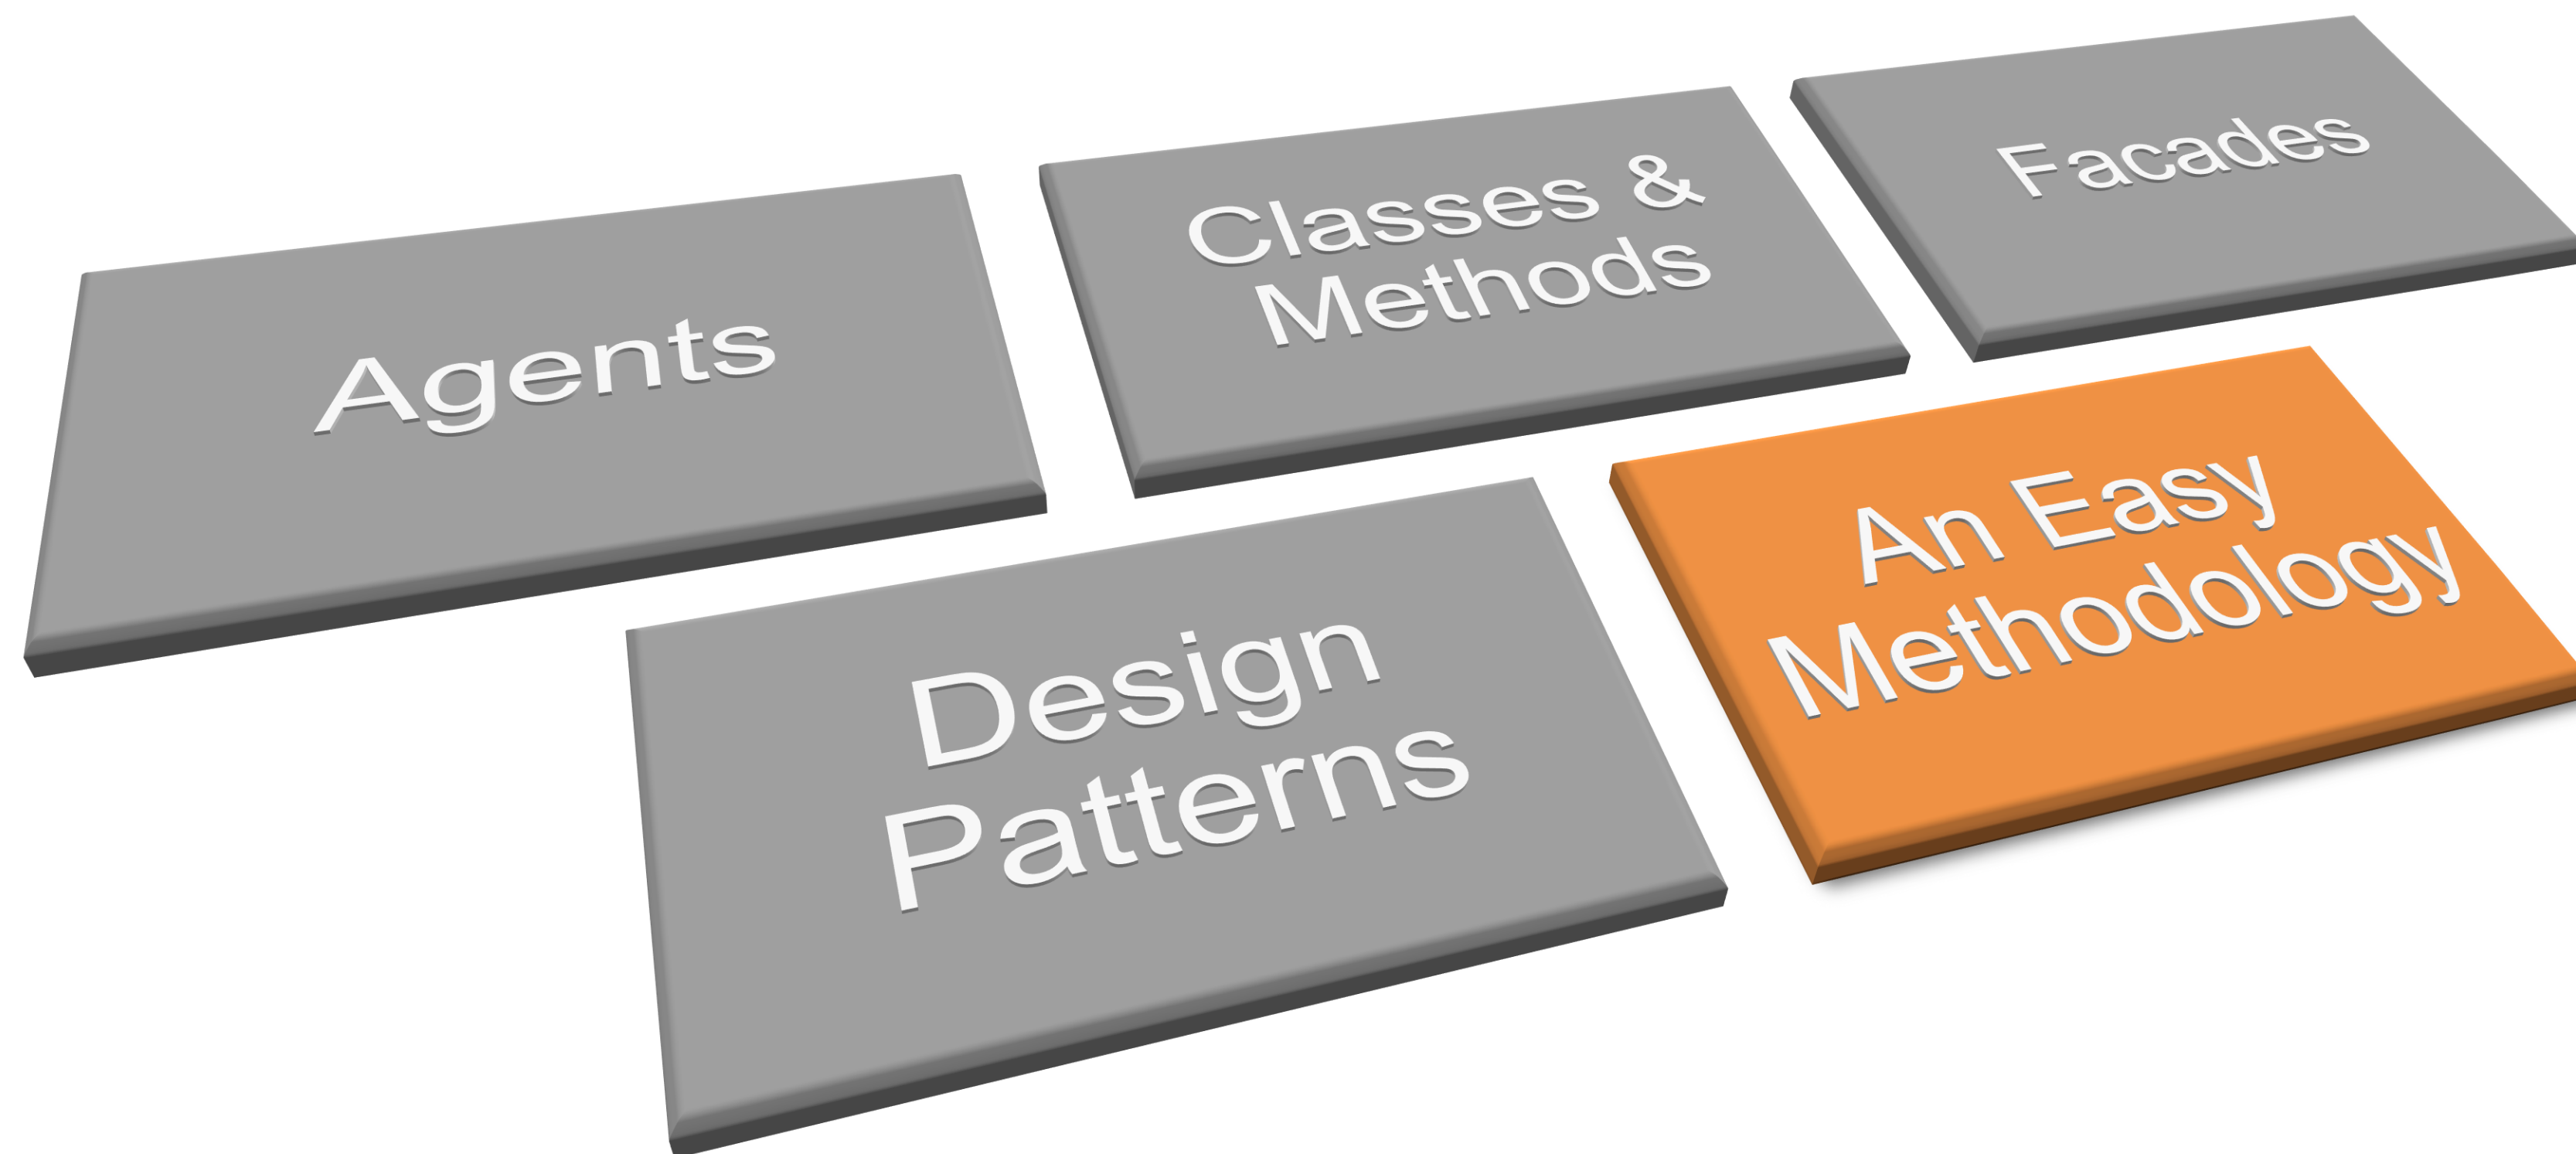 Agents
Classes &
Methods
Facades
Design
Patterns
An Easy
Methodology